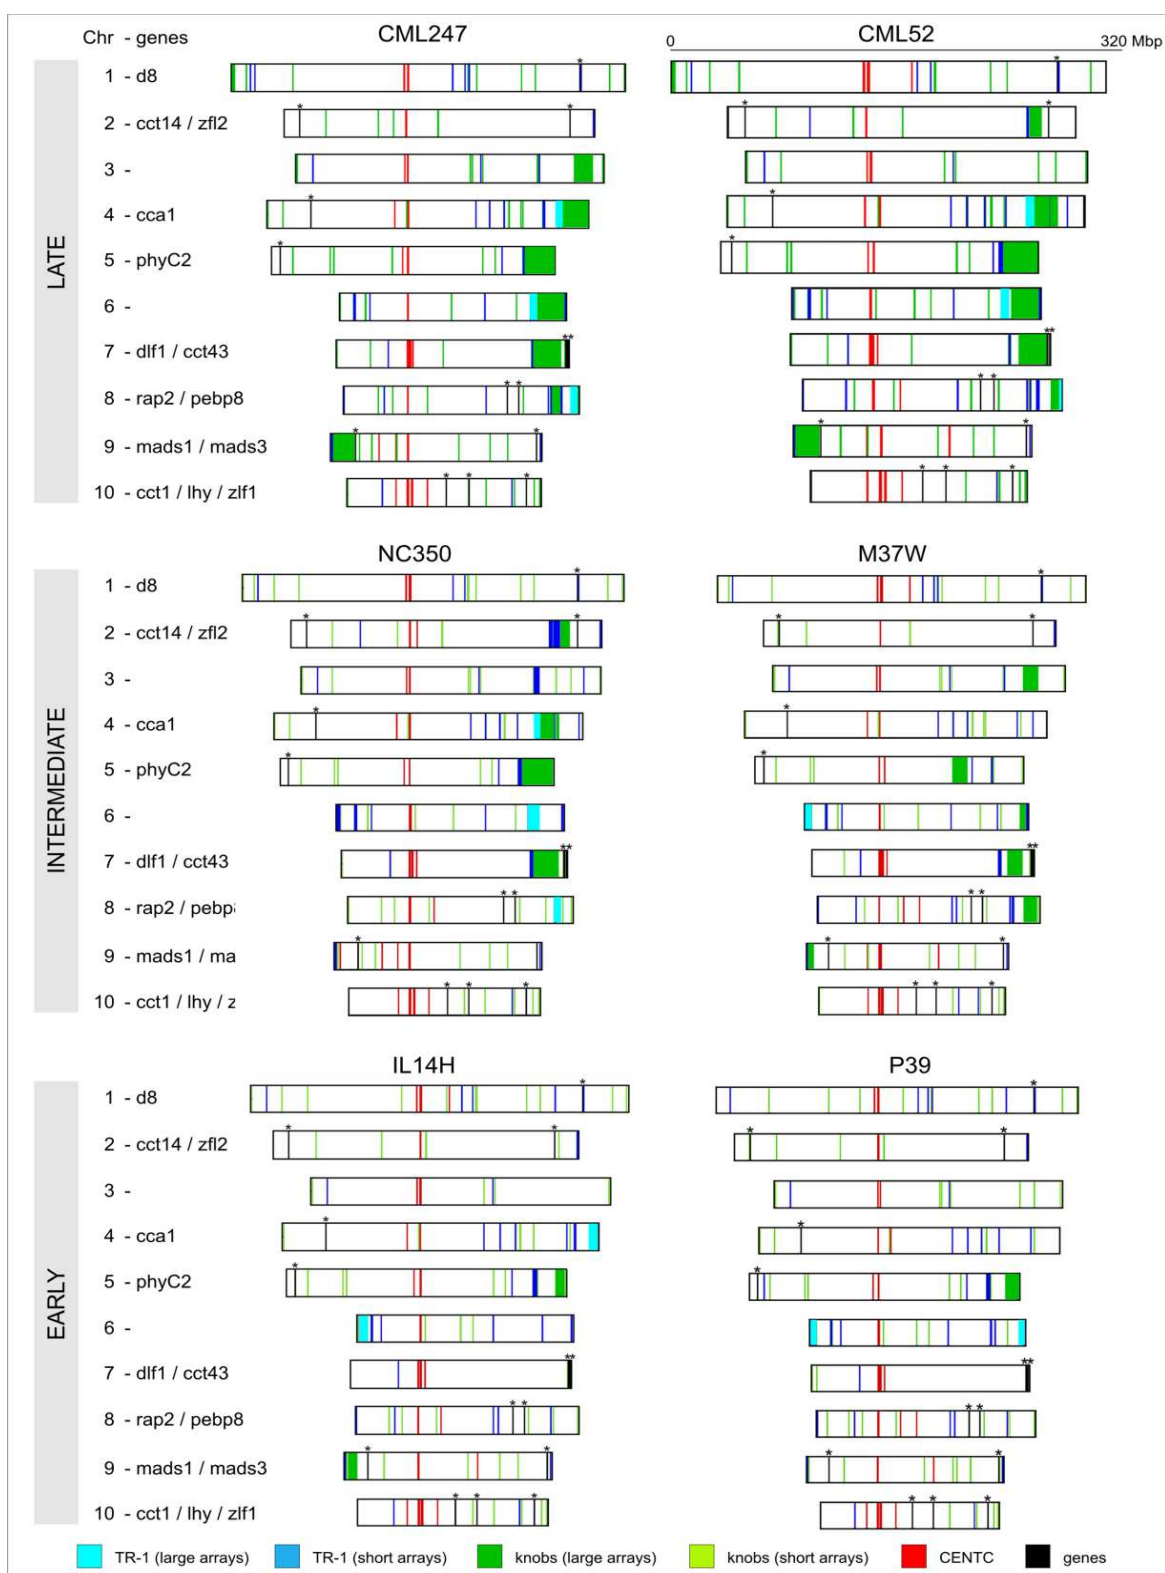 Chr - genes CML247 CML52
0 320 Mbp
LATE
1 - d8
2 - cct14 / zfl2
3 -
4 - cca1
5 - phyC2
6 -
7 - dlf1 / cct43
8 - rap2 / pebp8
9 - mads1 / mads3
10 - cct1 / lhy / zlf1
NC350 M37W
INTERMEDIATE
1 - d8
2 - cct14 / zfl2
3 -
4 - cca1
5 - phyC2
6 -
7 - dlf1 / cct43
8 - rap2 / pebp
9 - mads1 / ma
10 - cct1 / lhy / z
IL14H P39
EARLY
1 - d8
2 - cct14 / zfl2
3 -
4 - cca1
5 - phyC2
6 -
7 - dlf1 / cct43
8 - rap2 / pebp8
9 - mads1 / mads3
10 - cct1 / lhy / zlf1
TR-1 (large arrays) TR-1 (short arrays) knobs (large arrays) knobs (short arrays) CENTC genes